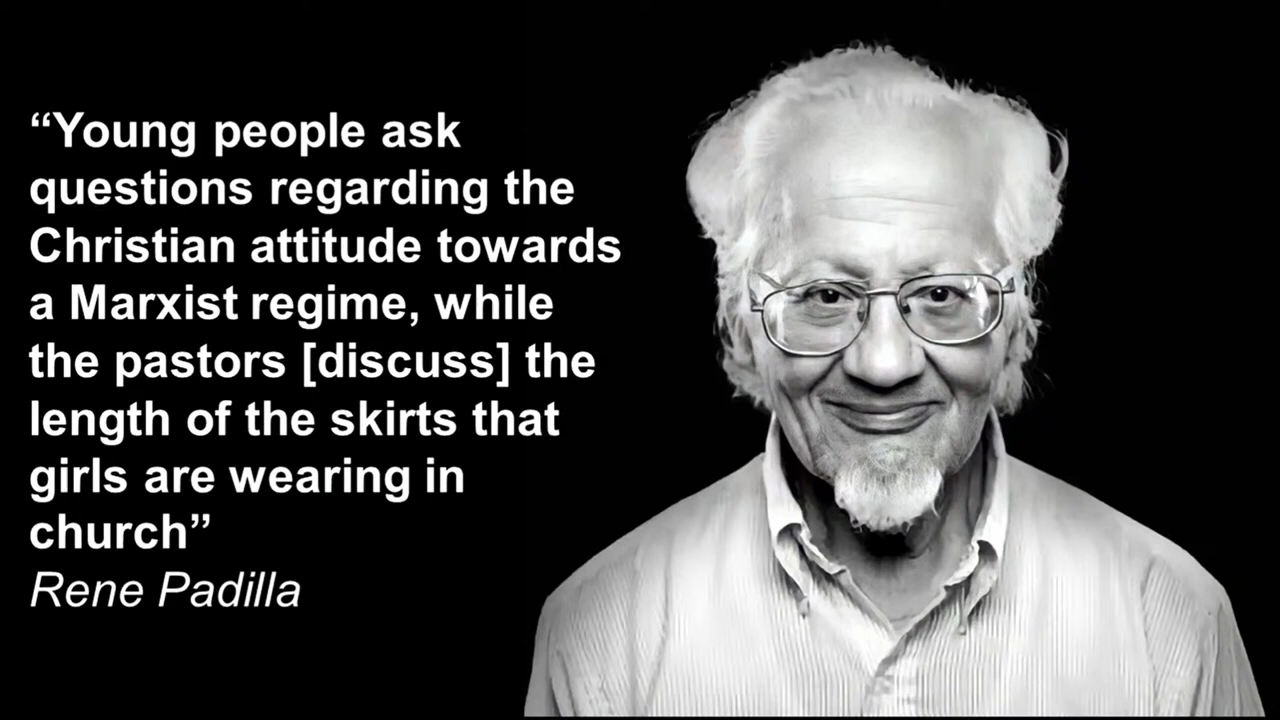 “Young people ask
questions regarding the
Christian attitude towards
a Marxist regime, while
the pastors [discuss] the
length of the skirts that
girls are wearing in
church”
Rene Padilla